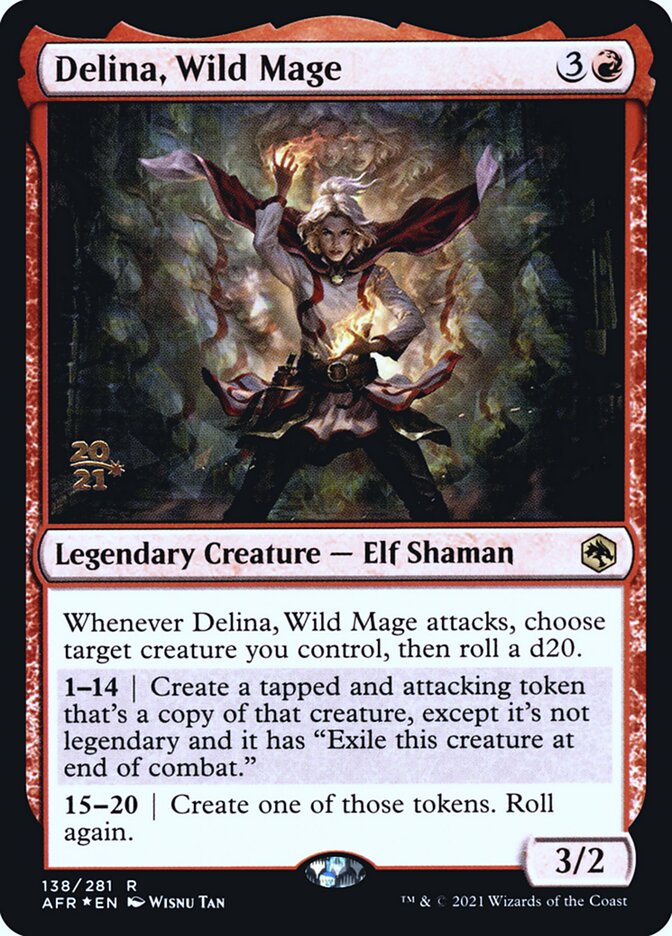 Delina, Wild Mage 3
20
21
Legendary Creature — Elf Shaman
Whenever Delina, Wild Mage attacks, choose
target creature you control, then roll a d20.
1–14 | Create a tapped and attacking token
that's a copy of that creature, except it's not
legendary and it has “Exile this creature at
end of combat.”
15–20 | Create one of those tokens. Roll
again.
3/2
138/281 R
AFR★EN Wisnu Tan
™ & © 2021 Wizards of the Coast